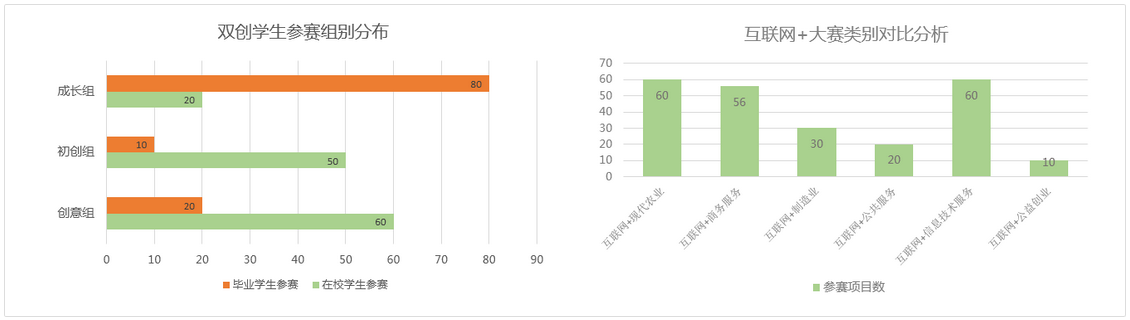 双创学生参赛组别分布
成长组
80
20
初创组
10
50
创意组
20
60
0 10 20 30 40 50 60 70 80 90
毕业学生参赛 在校学生参赛
互联网+大赛类别对比分析
70
60
50
40
30
20
10
0
60 56 30 20 60 10
互联网+现代农业
互联网+商务服务
互联网+制造业
互联网+公共服务
互联网+信息技术服务
互联网+公益创业
参赛项目数